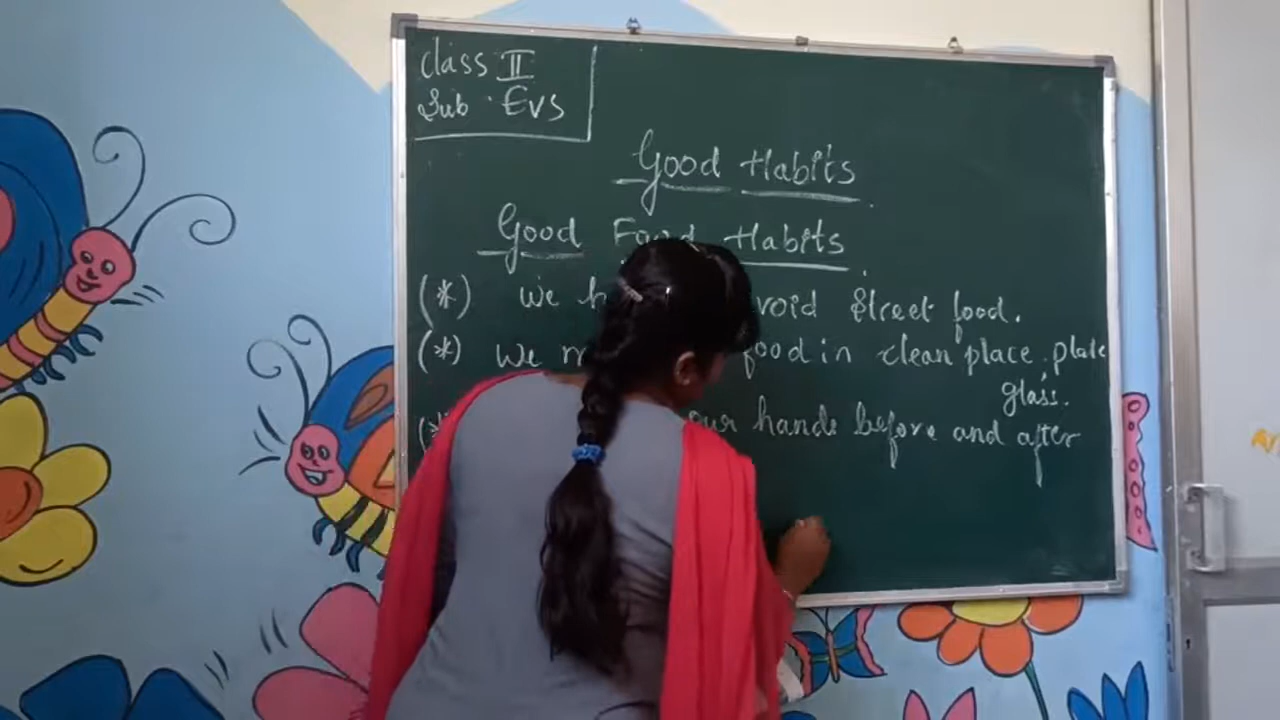 Class II
Sub . EVS
Good Habits.
Good Food Habits.
(*) We void Street food.
(*) We food in clean place, plate
glass.
our hands before and after